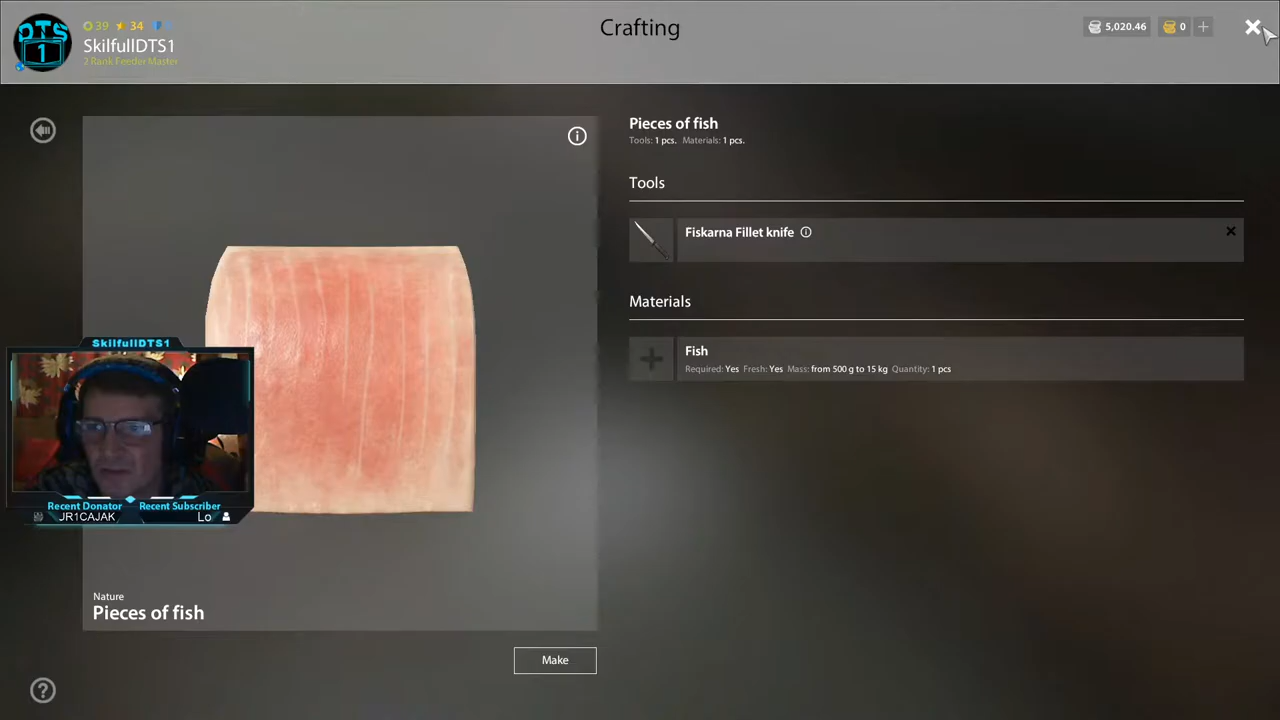 DTS
1
39 34
SkilfullDTS1
2 Rank Feeder Master
Crafting
5,020.46 0
Pieces of fish
Tools: 1 pcs. Materials: 1 pcs.
Tools
Fiskarna Fillet knife
Materials
Fish
Required: Yes Fresh: Yes Mass: from 500 g to 15 kg Quantity: 1 pcs
SkilfullDTS1
Recent Donator Recent Subscriber
JR1CAJAK Lo
Nature
Pieces of fish
Make